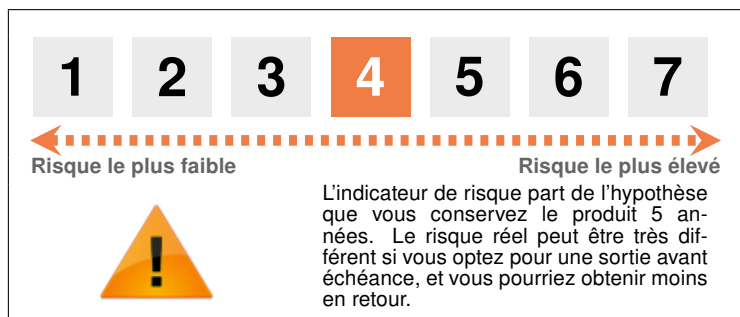 1 2 3 4 5 6 7
Risque le plus faible Risque le plus élevé
L'indicateur de risque part de l'hypothèse
que vous conservez le produit 5 an-
nées. Le risque réel peut être très dif-
férent si vous optez pour une sortie avant
échéance, et vous pourriez obtenir moins
en retour.